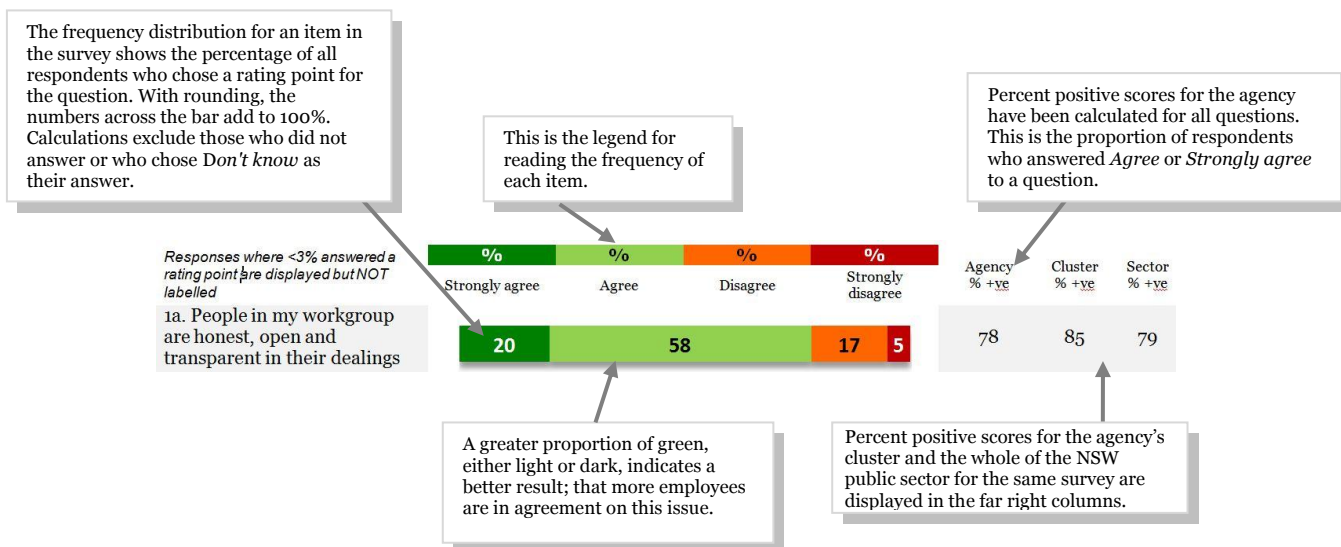 The frequency distribution for an item in
the survey shows the percentage of all
respondents who chose a rating point for
the question. With rounding, the
numbers across the bar add to 100%.
Calculations exclude those who did not
answer or who chose Don't know as
their answer.
This is the legend for
reading the frequency of
each item.
Percent positive scores for the agency
have been calculated for all questions.
This is the proportion of respondents
who answered Agree or Strongly agree
to a question.
Responses where <3% answered a
rating point are displayed but NOT
labelled
% % % %
Strongly agree Agree Disagree Strongly
disagree
Agency Cluster Sector
% +ve % +ve % +ve
1a. People in my workgroup
are honest, open and
transparent in their dealings
20 58 17 5
78 85 79
A greater proportion of green,
either light or dark, indicates a
better result; that more employees
are in agreement on this issue.
Percent positive scores for the agency's
cluster and the whole of the NSW
public sector for the same survey are
displayed in the far right columns.